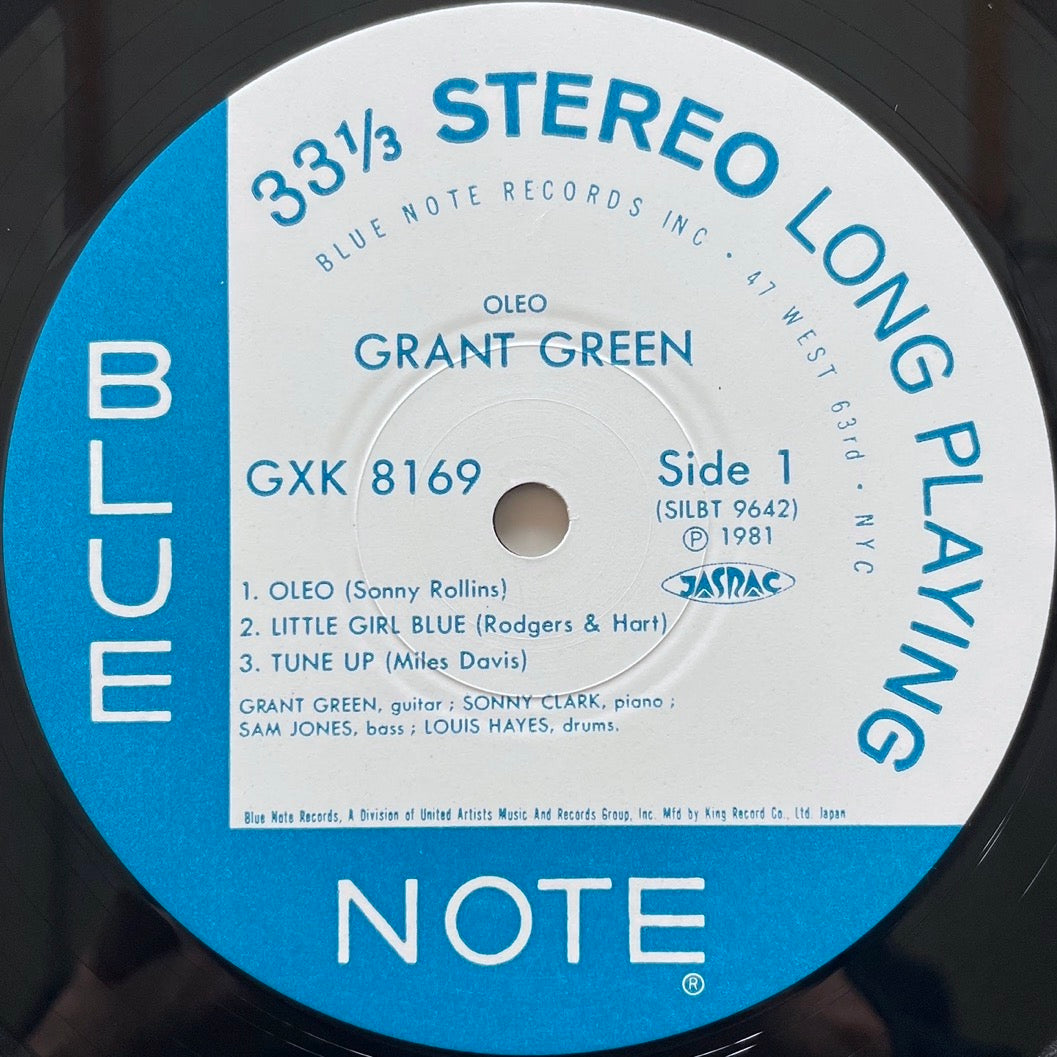 33⅓ STEREO LONG PLAYING
BLUE NOTE RECORDS INC • 47 WEST 63rd • NYC
OLEO
GRANT GREEN
GXK 8169
Side 1
(SILBT 9642)
℗ 1981
JASRAC
1. OLEO (Sonny Rollins)
2. LITTLE GIRL BLUE (Rodgers & Hart)
3. TUNE UP (Miles Davis)
GRANT GREEN, guitar ; SONNY CLARK, piano ;
SAM JONES, bass ; LOUIS HAYES, drums.
Blue Note Records, A Division of United Artists Music And Records Group, Inc. Mfd by King Record Co., Ltd. Japan
BLUE
NOTE
®